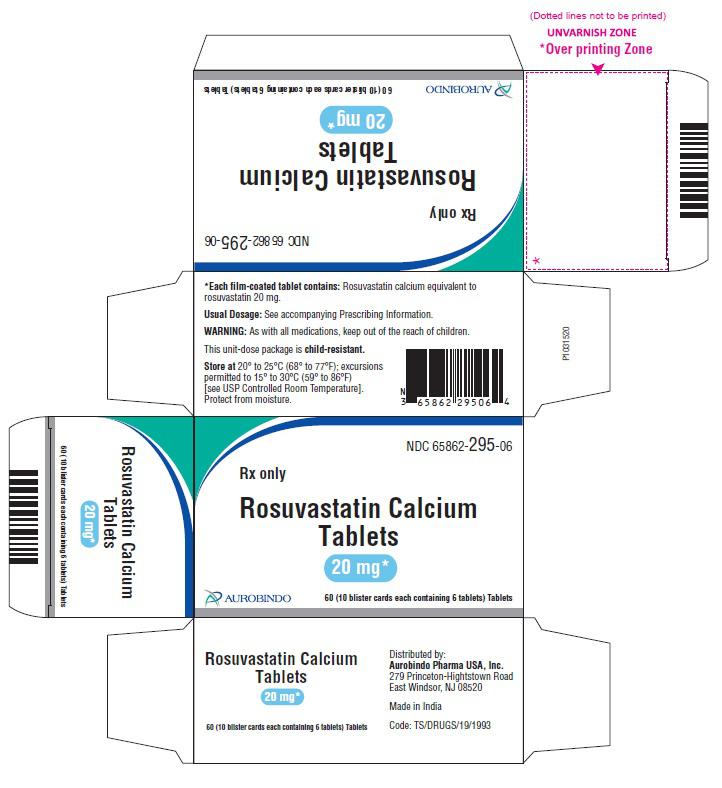 (Dotted lines not to be printed)
UNVARNISH ZONE
*Over printing Zone
60 (10 blister cards each containing 6 tablets) Tablets
AUROBINDO
20 mg*
Rosuvastatin Calcium
Tablets
Rx only
NDC 65862-295-06
*
*Each film-coated tablet contains: Rosuvastatin calcium equivalent to
rosuvastatin 20 mg.
Usual Dosage: See accompanying Prescribing Information.
WARNING: As with all medications, keep out of the reach of children.
This unit-dose package is child-resistant.
Store at 20° to 25°C (68° to 77°F); excursions
permitted to 15° to 30°C (59° to 86°F)
[see USP Controlled Room Temperature].
Protect from moisture.
N
3 65862 29506 4
P1031520
NDC 65862-295-06
Rx only
Rosuvastatin Calcium
Tablets
20 mg*
AUROBINDO
60 (10 blister cards each containing 6 tablets) Tablets
Rosuvastatin Calcium
Tablets
20 mg*
60 (10 blister cards each containing 6 tablets) Tablets
Rosuvastatin Calcium
Tablets
20 mg*
60 (10 blister cards each containing 6 tablets) Tablets
Distributed by:
Aurobindo Pharma USA, Inc.
279 Princeton-Hightstown Road
East Windsor, NJ 08520
Made in India
Code: TS/DRUGS/19/1993